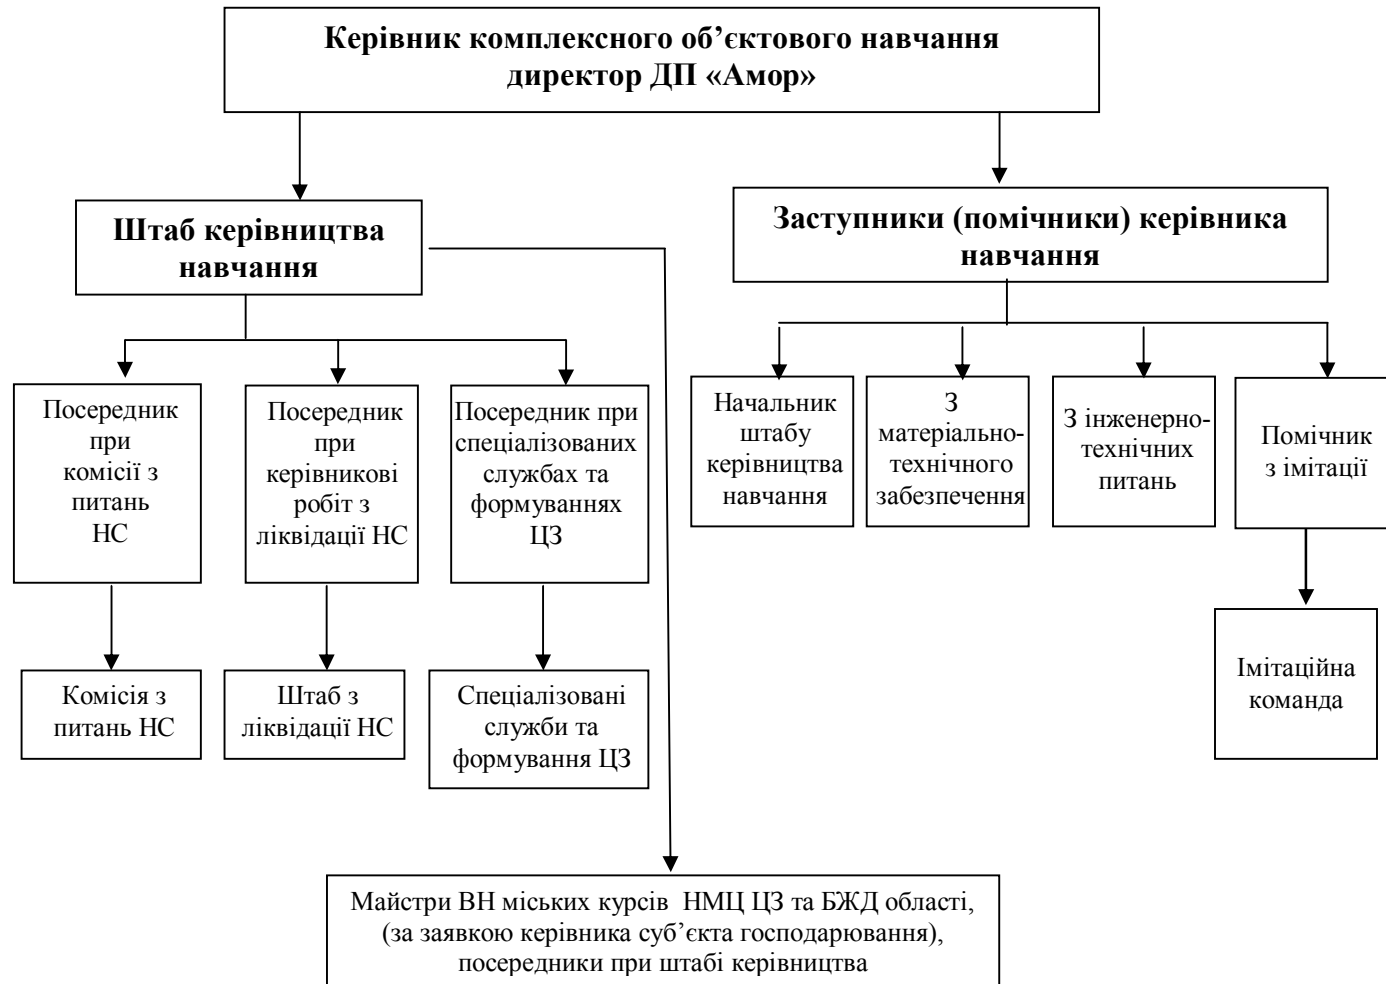 Керівник комплексного об’єктового навчання
директор ДП «Амор»
Штаб керівництва
навчання
Заступники (помічники) керівника
навчання
Посередник
при
комісії з
питань
НС
Посередник
при
керівникові
робіт з
ліквідації НС
Посередник при
спеціалізованих
службах та
формуваннях
ЦЗ
Начальник
штабу
керівництва
навчання
З
матеріально-
технічного
забезпечення
З інженерно-
технічних
питань
Помічник
з імітації
Комісія з
питань НС
Штаб з
ліквідації НС
Спеціалізовані
служби та
формування ЦЗ
Імітаційна
команда
Майстри ВН міських курсів  НМЦ ЦЗ та БЖД області,
(за заявкою керівника суб’єкта господарювання),
посередники при штабі керівництва